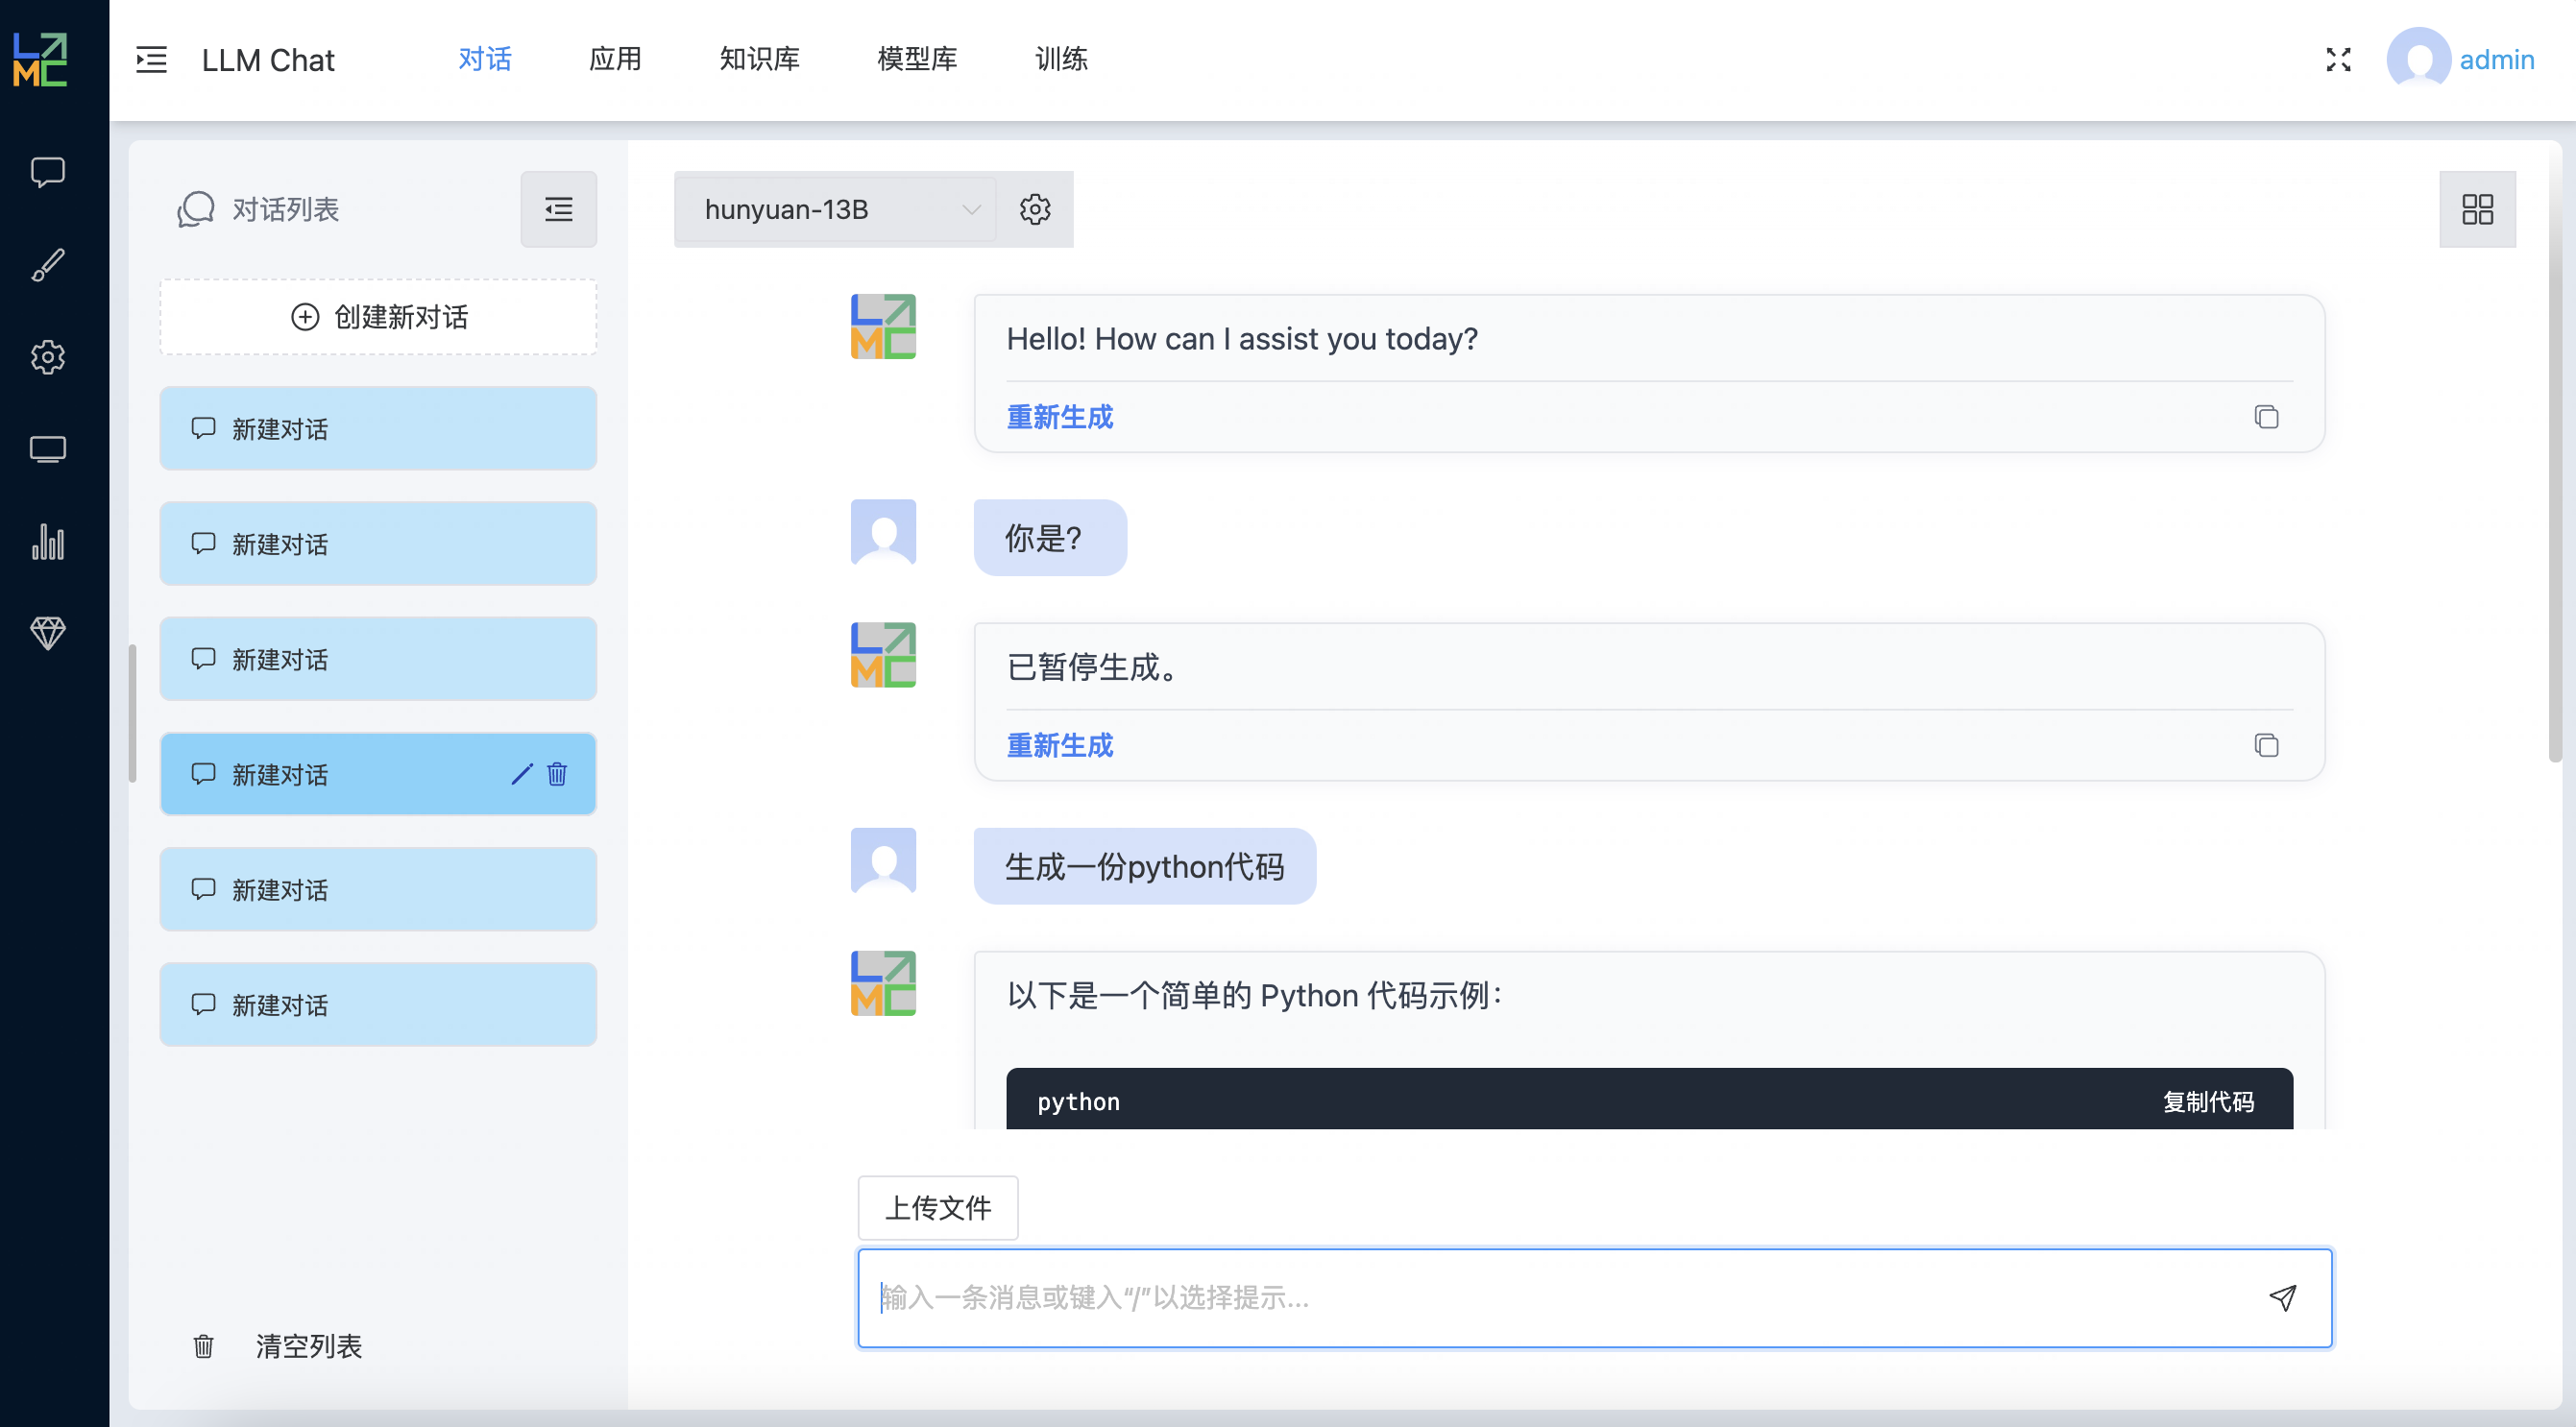 LMC
LLM Chat
对话
应用
知识库
模型库
训练
admin
对话列表
创建新对话
新建对话
新建对话
新建对话
新建对话
新建对话
新建对话
清空列表
hunyuan-13B
Hello! How can I assist you today?
重新生成
你是?
已暂停生成。
重新生成
生成一份python代码
以下是一个简单的 Python 代码示例：
python
复制代码
上传文件
输入一条消息或键入“/”以选择提示...